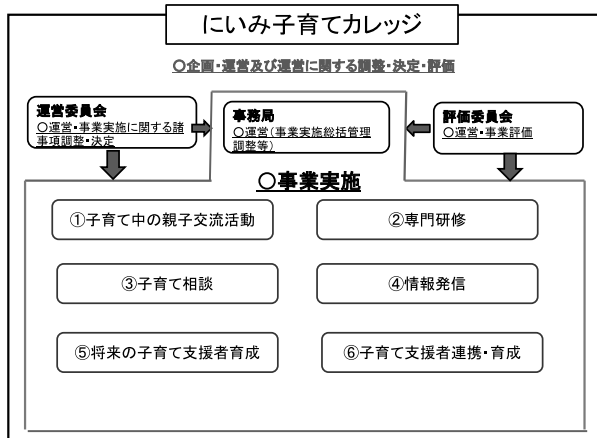 にいみ子育てカレッジ
○企画・運営及び運営に関する調整・決定・評価
運営委員会
○運営・事業実施に関する諸
事項調整・決定
事務局
○運営(事業実施総括管理
調整等)
評価委員会
○運営・事業評価
○事業実施
①子育て中の親子交流活動
②専門研修
③子育て相談
④情報発信
⑤将来の子育て支援者育成
⑥子育て支援者連携・育成